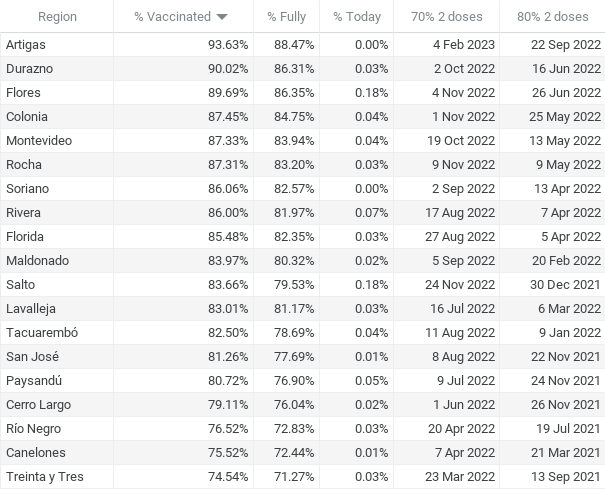 Region % Vaccinated % Fully % Today 70% 2 doses 80% 2 doses
Artigas 93.63% 88.47% 0.00% 4 Feb 2023 22 Sep 2022
Durazno 90.02% 86.31% 0.03% 2 Oct 2022 16 Jun 2022
Flores 89.69% 86.35% 0.18% 4 Nov 2022 26 Jun 2022
Colonia 87.45% 84.75% 0.04% 1 Nov 2022 25 May 2022
Montevideo 87.33% 83.94% 0.04% 19 Oct 2022 13 May 2022
Rocha 87.31% 83.20% 0.03% 9 Nov 2022 9 May 2022
Soriano 86.06% 82.57% 0.00% 2 Sep 2022 13 Apr 2022
Rivera 86.00% 81.97% 0.07% 17 Aug 2022 7 Apr 2022
Florida 85.48% 82.35% 0.03% 27 Aug 2022 5 Apr 2022
Maldonado 83.97% 80.32% 0.02% 5 Sep 2022 20 Feb 2022
Salto 83.66% 79.53% 0.18% 24 Nov 2022 30 Dec 2021
Lavalleja 83.01% 81.17% 0.03% 16 Jul 2022 6 Mar 2022
Tacuarembó 82.50% 78.69% 0.04% 11 Aug 2022 9 Jan 2022
San José 81.26% 77.69% 0.01% 8 Aug 2022 22 Nov 2021
Paysandú 80.72% 76.90% 0.05% 9 Jul 2022 24 Nov 2021
Cerro Largo 79.11% 76.04% 0.02% 1 Jun 2022 26 Nov 2021
Río Negro 76.52% 72.83% 0.03% 20 Apr 2022 19 Jul 2021
Canelones 75.52% 72.44% 0.01% 7 Apr 2022 21 Mar 2021
Treinta y Tres 74.54% 71.27% 0.03% 23 Mar 2022 13 Sep 2021